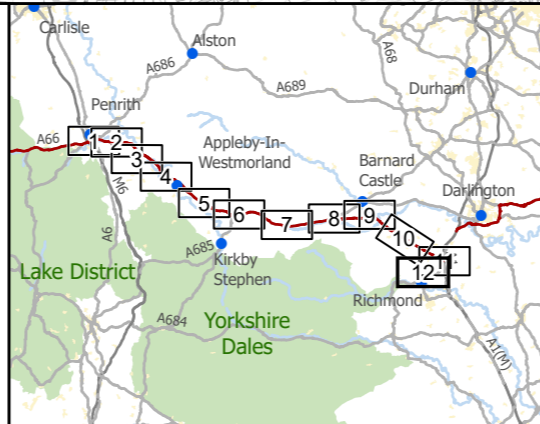 Carlisle
Alston
A686
A68
A689
Durham
Penrith
A66
1
2
3
4
Appleby-In-
Westmorland
Barnard
Castle
Darlington
M6
A6
5
6
7
8
9
10
12
A685
Kirkby
Stephen
Lake District
Richmond
A684
Yorkshire
Dales
A1(M)